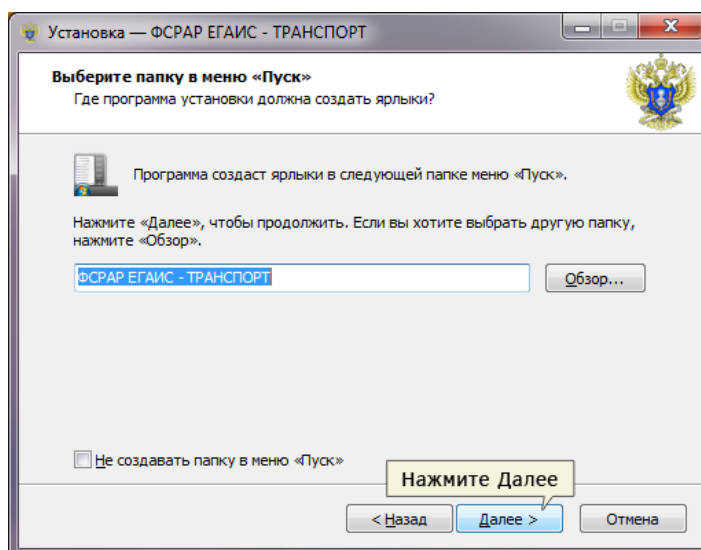 Установка — ФСРАР ЕГАИС - ТРАНСПОРТ
Выберите папку в меню «Пуск»
Где программа установки должна создать ярлыки?
Программа создаст ярлыки в следующей папке меню «Пуск».
Нажмите «Далее», чтобы продолжить. Если вы хотите выбрать другую папку,
нажмите «Обзор».
ФСРАР ЕГАИС - ТРАНСПОРТ
Обзор...
Не создавать папку в меню «Пуск»
Нажмите Далее
< Назад
Далее >
Отмена